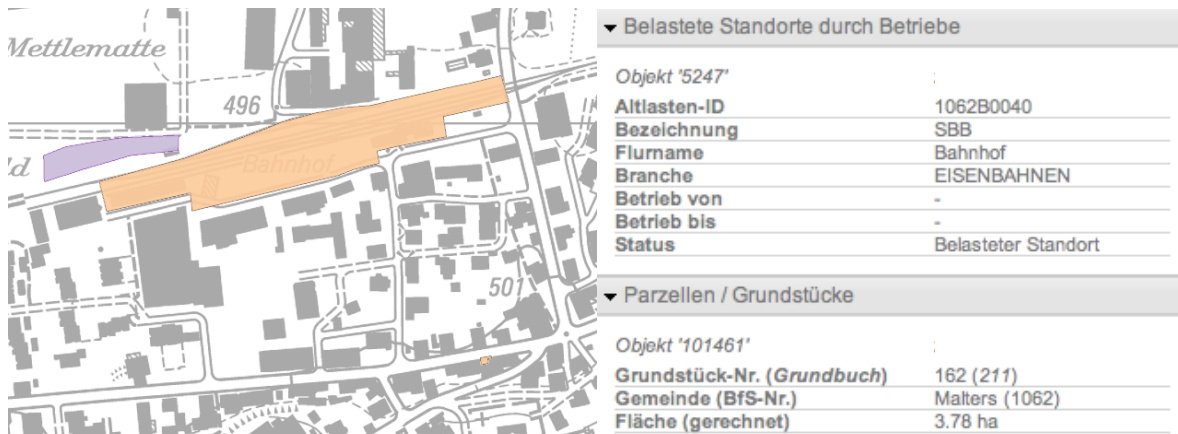 Mettlematte
496
ld
Bahnhof
501
Belastete Standorte durch Betriebe
Objekt '5247'
Altlasten-ID 1062B0040
Bezeichnung SBB
Flurname Bahnhof
Branche EISENBAHNEN
Betrieb von -
Betrieb bis -
Status Belasteter Standort
Parzellen / Grundstücke
Objekt '101461'
Grundstück-Nr. (Grundbuch) 162 (211)
Gemeinde (BfS-Nr.) Malters (1062)
Fläche (gerechnet) 3.78 ha